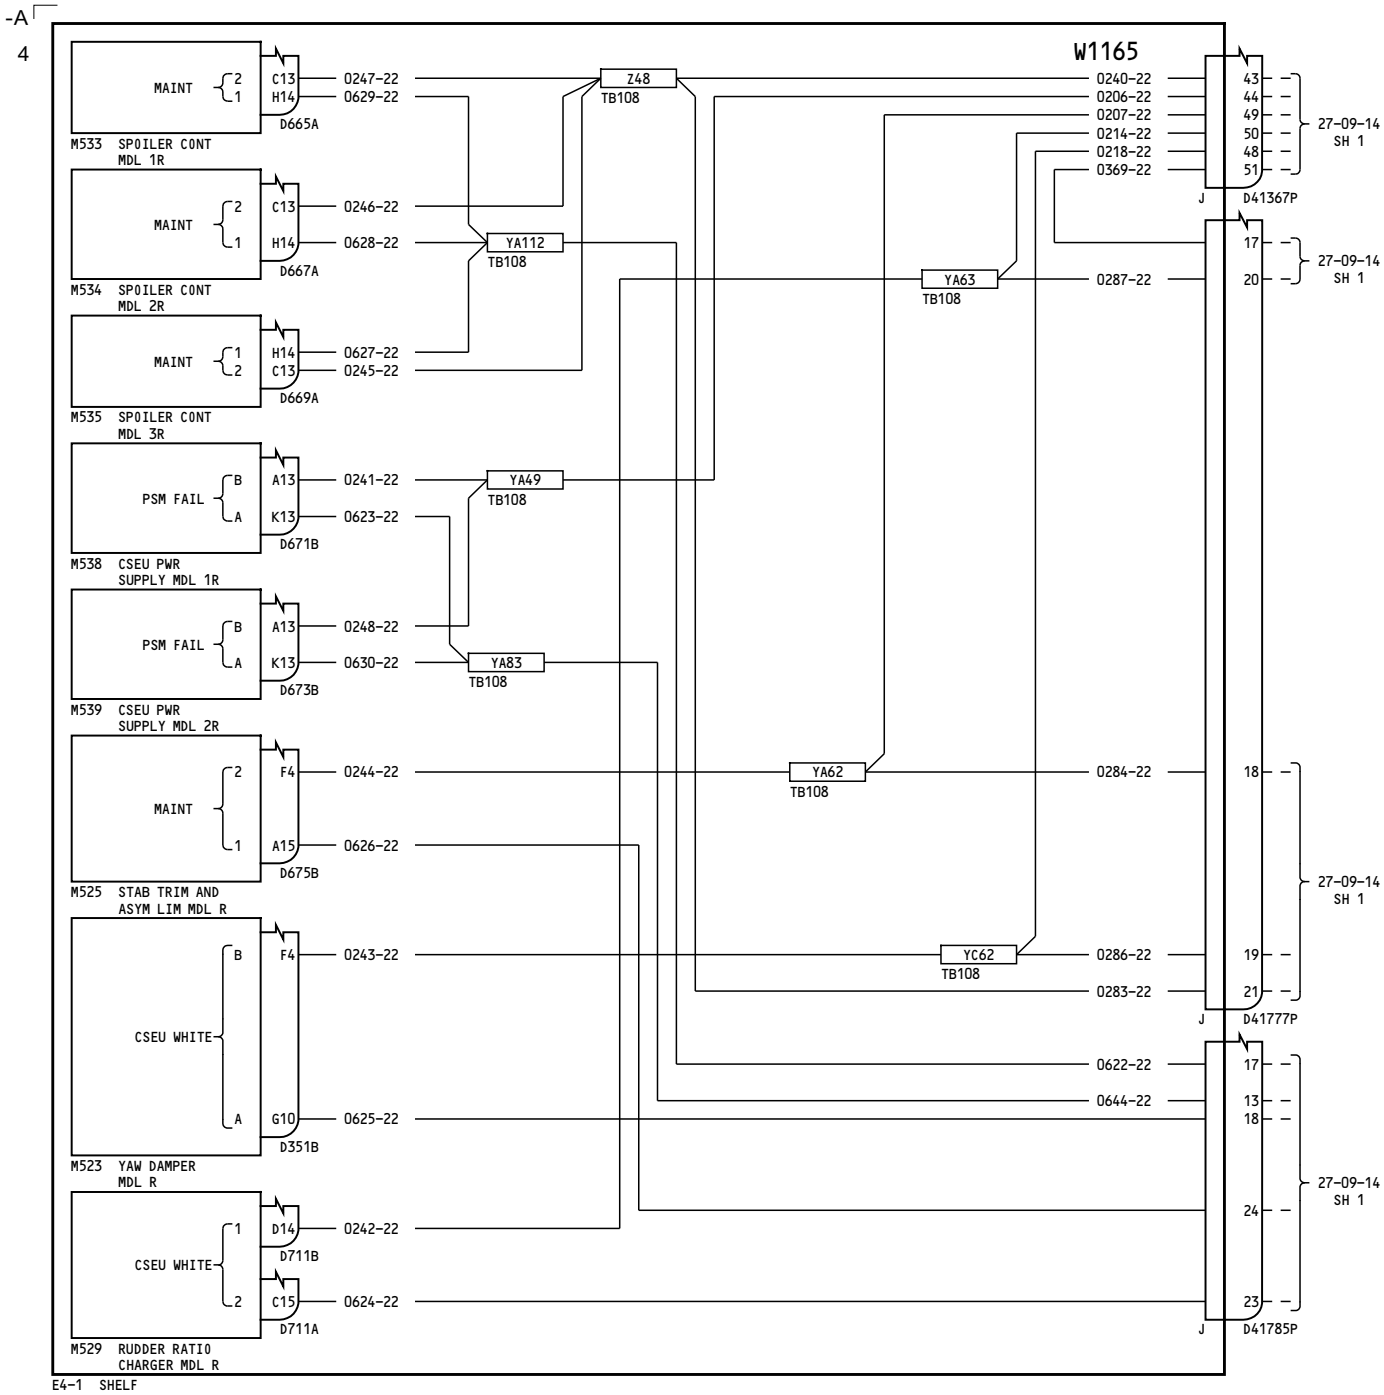 -A
4
W1165
MAINT
2 C13 0247-22
1 H14 0629-22
D665A
M533 SPOILER CONT
MDL 1R
Z48
TB108
0240-22 43
0206-22 44
0207-22 49
0214-22 50
0218-22 48
0369-22 51
27-09-14
SH 1
J D41367P
MAINT
2 C13 0246-22
1 H14 0628-22
D667A
M534 SPOILER CONT
MDL 2R
YA112
TB108
17
YA63
TB108
0287-22 20
27-09-14
SH 1
MAINT
1 H14 0627-22
2 C13 0245-22
D669A
M535 SPOILER CONT
MDL 3R
PSM FAIL
B A13 0241-22
A K13 0623-22
D671B
M538 CSEU PWR
SUPPLY MDL 1R
YA49
TB108
PSM FAIL
B A13 0248-22
A K13 0630-22
D673B
M539 CSEU PWR
SUPPLY MDL 2R
YA83
TB108
MAINT
2 F4 0244-22
1 A15 0626-22
D675B
M525 STAB TRIM AND
ASYM LIM MDL R
YA62
TB108
0284-22 18
27-09-14
SH 1
CSEU WHITE
B F4 0243-22
A G10 0625-22
D351B
M523 YAW DAMPER
MDL R
YC62
TB108
0286-22 19
0283-22 21
J D41777P
0622-22 17
0644-22 13
18
24
23
27-09-14
SH 1
J D41785P
CSEU WHITE
1 D14 0242-22
D711B
2 C15 0624-22
D711A
M529 RUDDER RATIO
CHARGER MDL R
E4-1 SHELF